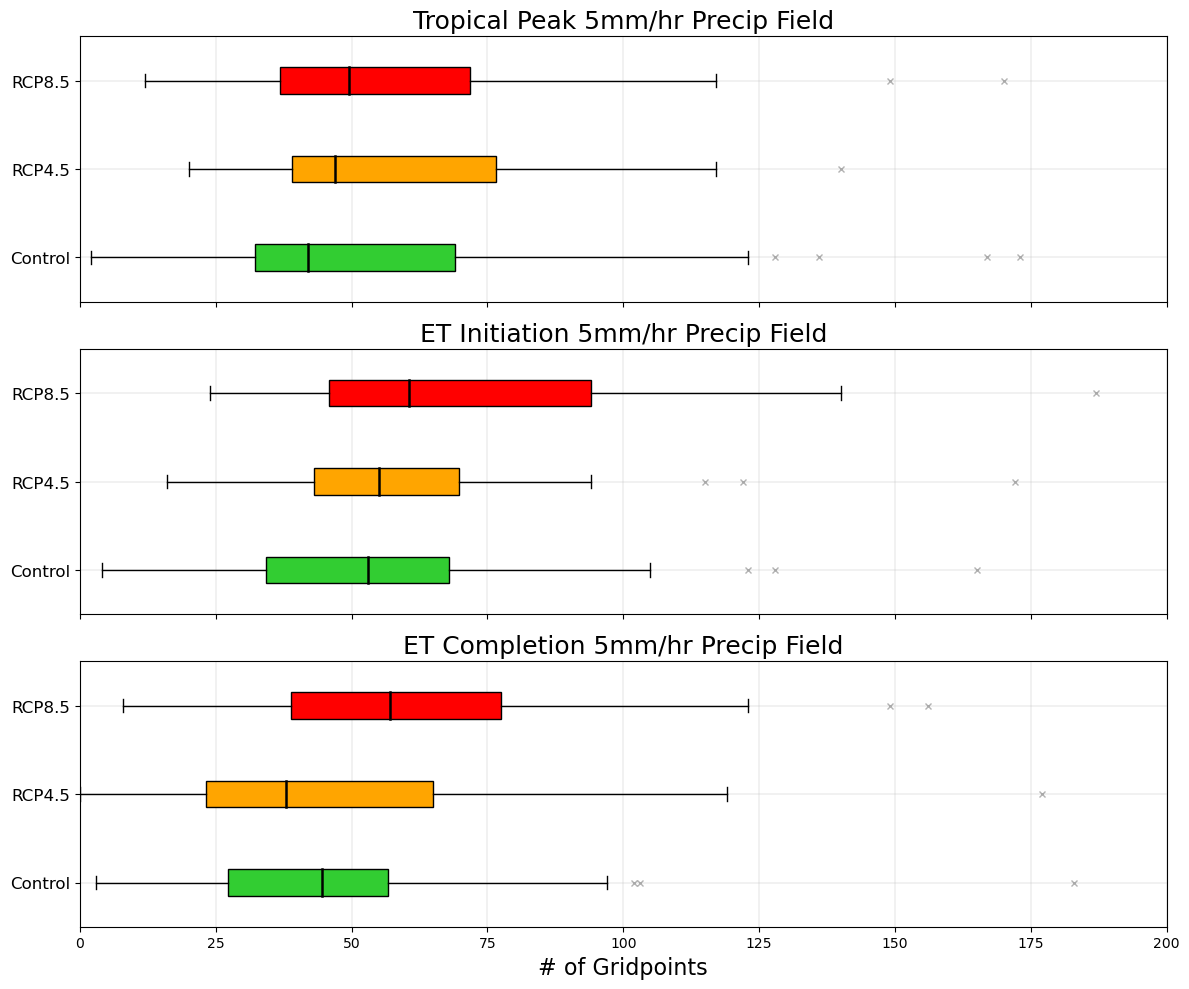 Tropical Peak 5mm/hr Precip Field
RCP8.5
RCP4.5
Control
ET Initiation 5mm/hr Precip Field
RCP8.5
RCP4.5
Control
ET Completion 5mm/hr Precip Field
RCP8.5
RCP4.5
Control
0 25 50 75 100 125 150 175 200
# of Gridpoints